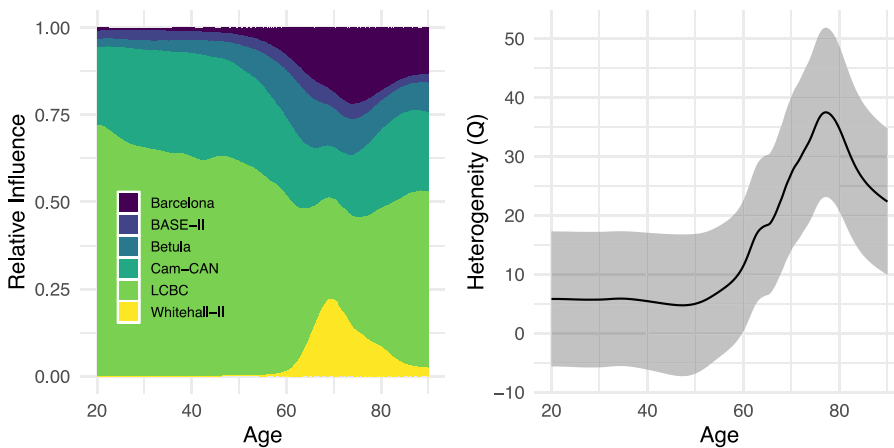 Relative Influence
1.00
0.75
0.50
0.25
0.00
Barcelona
BASE−II
Betula
Cam−CAN
LCBC
Whitehall−II
20
40
60
80
Age
Heterogeneity (Q)
50
40
30
20
10
0
−10
20
40
60
80
Age